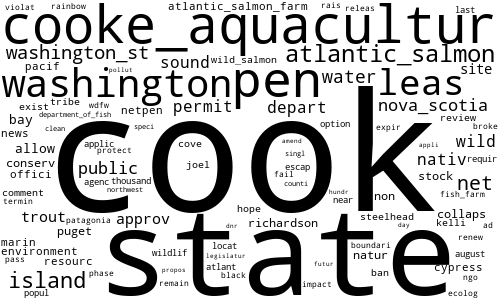 violat rainbow atlantic_salmon_farm rais releas last
cooke_aquacultur
washington_st sound wild_salmon atlantic_salmon
pacif pollut water site
washington pen leas
exist tribe wdfw netpen permit depart nova_scotia
bay department_of_fish option review broke
news clean speci cook expir wild
allow applic protect cove amend appli
conserv public joel singl escap nativ requir
offici agenc thousand fail stock fish_farm
comment northwest counti hundr near non net
termin
trout patagonia approv hope richardson steelhead collaps
puget dnr state day kelli ad
marin environment wildlif locat boundari renew
pass resourc legislatur natur august
island phase propos atlant black futur ban cypress ngo
popul remain impact ecolog